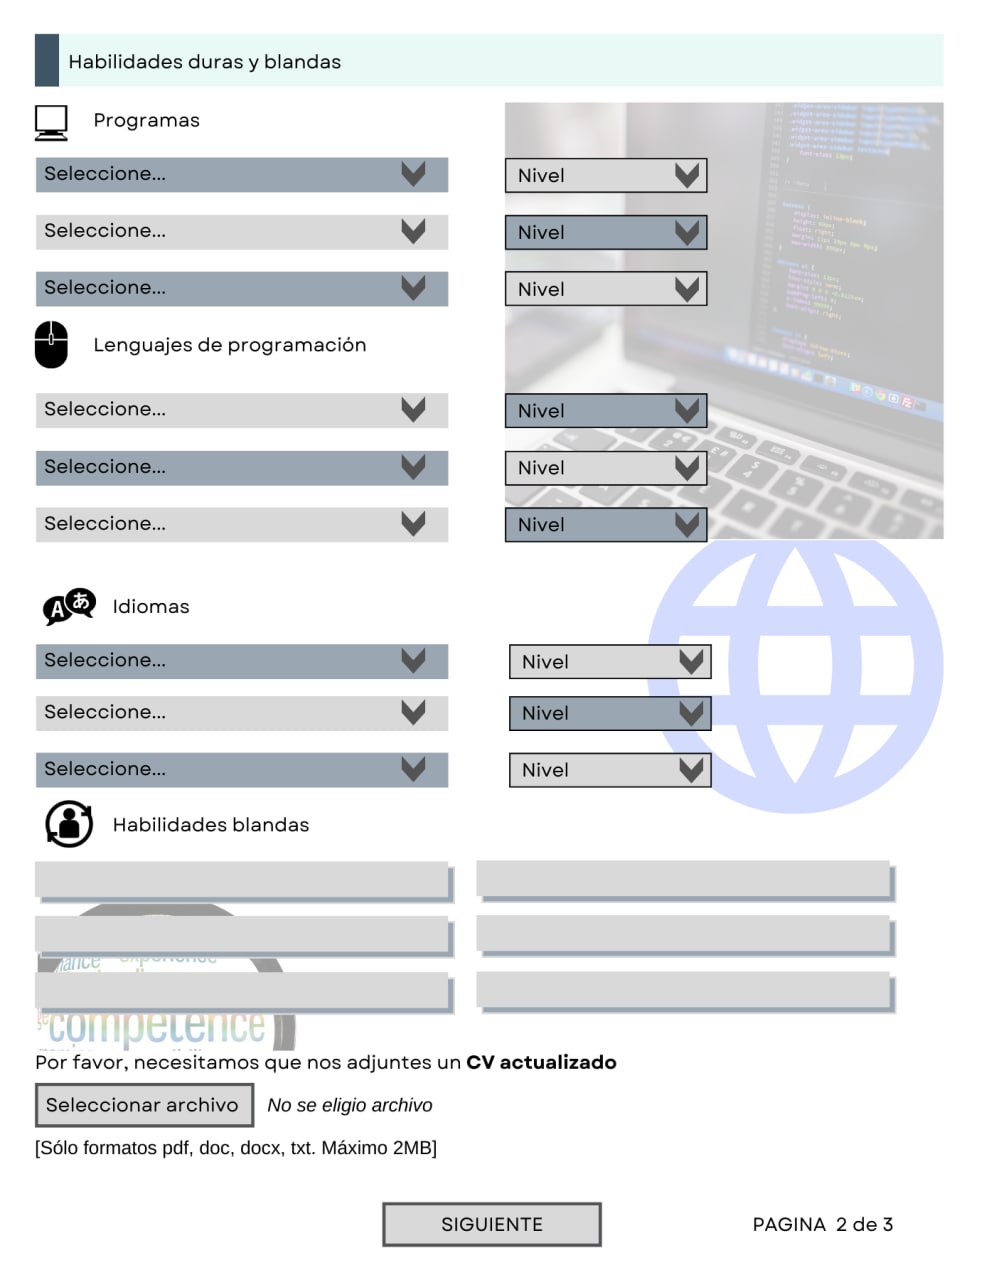 Habilidades duras y blandas
Programas
Seleccione... Nivel
Seleccione... Nivel
Seleccione... Nivel
Lenguajes de programación
Seleccione... Nivel
Seleccione... Nivel
Seleccione... Nivel
Aあ Idiomas
Seleccione... Nivel
Seleccione... Nivel
Seleccione... Nivel
Habilidades blandas
competence
Por favor, necesitamos que nos adjuntes un CV actualizado
Seleccionar archivo No se eligio archivo
[Sólo formatos pdf, doc, docx, txt. Máximo 2MB]
SIGUIENTE PAGINA 2 de 3